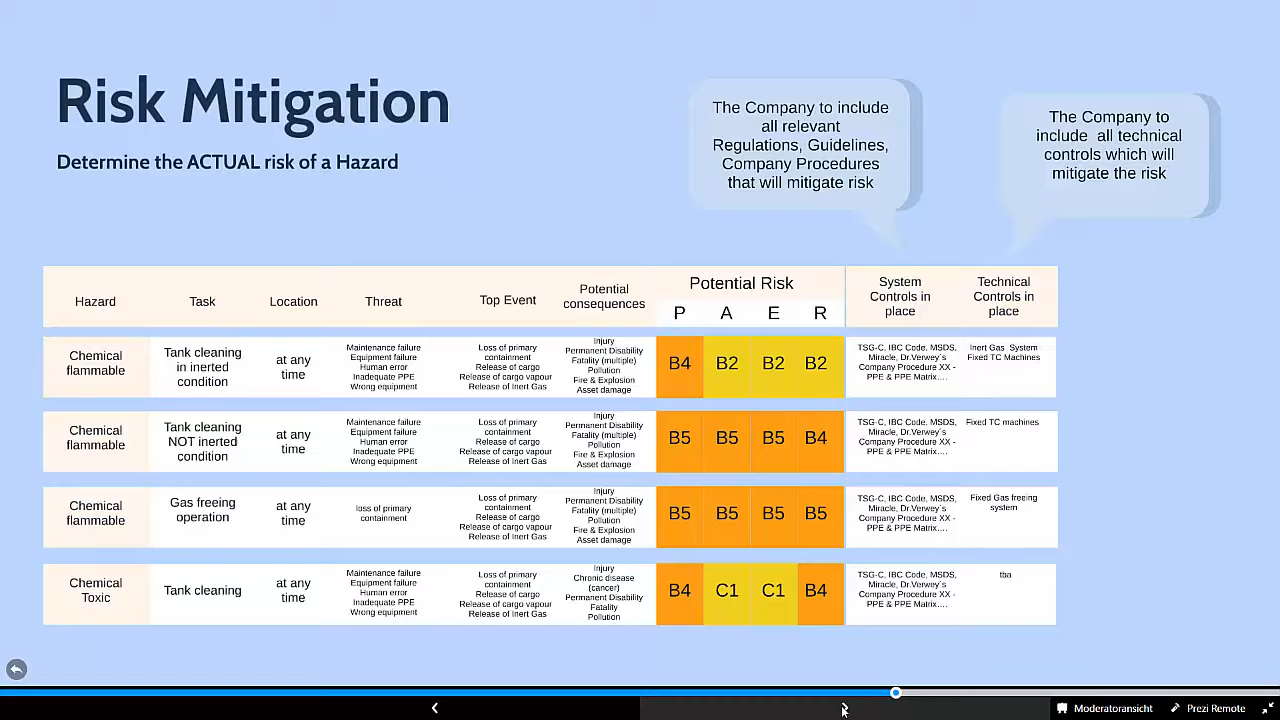 Risk Mitigation
Determine the ACTUAL risk of a Hazard
The Company to include
all relevant
Regulations, Guidelines,
Company Procedures
that will mitigate risk
The Company to
include all technical
controls which will
mitigate the risk
Hazard
Task
Location
Threat
Top Event
Potential
consequences
Potential Risk
P A E R
System
Controls in
place
Technical
Controls in
place
Chemical
flammable
Tank cleaning
in inerted
condition
at any
time
Maintenance failure
Equipment failure
Human error
Inadequate PPE
Wrong equipment
Loss of primary
containment
Release of cargo
Release of cargo vapour
Release of Inert Gas
Injury
Permanent Disability
Fatality (multiple)
Pollution
Fire & Explosion
Asset damage
B4 B2 B2 B2
TSG-C, IBC Code, MSDS,
Miracle, Dr.Verwey`s
Company Procedure XX -
PPE & PPE Matrix....
Inert Gas System
Fixed TC Machines
Chemical
flammable
Tank cleaning
NOT inerted
condition
at any
time
Maintenance failure
Equipment failure
Human error
Inadequate PPE
Wrong equipment
Loss of primary
containment
Release of cargo
Release of cargo vapour
Release of Inert Gas
Injury
Permanent Disability
Fatality (multiple)
Pollution
Fire & Explosion
Asset damage
B5 B5 B5 B4
TSG-C, IBC Code, MSDS,
Miracle, Dr.Verwey`s
Company Procedure XX -
PPE & PPE Matrix....
Fixed TC machines
Chemical
flammable
Gas freeing
operation
at any
time
loss of primary
containment
Loss of primary
containment
Release of cargo
Release of cargo vapour
Release of Inert Gas
Injury
Permanent Disability
Fatality (multiple)
Pollution
Fire & Explosion
Asset damage
B5 B5 B5 B5
TSG-C, IBC Code, MSDS,
Miracle, Dr.Verwey`s
Company Procedure XX -
PPE & PPE Matrix....
Fixed Gas freeing
system
Chemical
Toxic
Tank cleaning
at any
time
Maintenance failure
Equipment failure
Human error
Inadequate PPE
Wrong equipment
Loss of primary
containment
Release of cargo
Release of cargo vapour
Release of Inert Gas
Injury
Chronic disease
(cancer)
Permanent Disability
Fatality
Pollution
B4 C1 C1 B4
TSG-C, IBC Code, MSDS,
Miracle, Dr.Verwey`s
Company Procedure XX -
PPE & PPE Matrix....
tba
Moderatoransicht
Prezi Remote